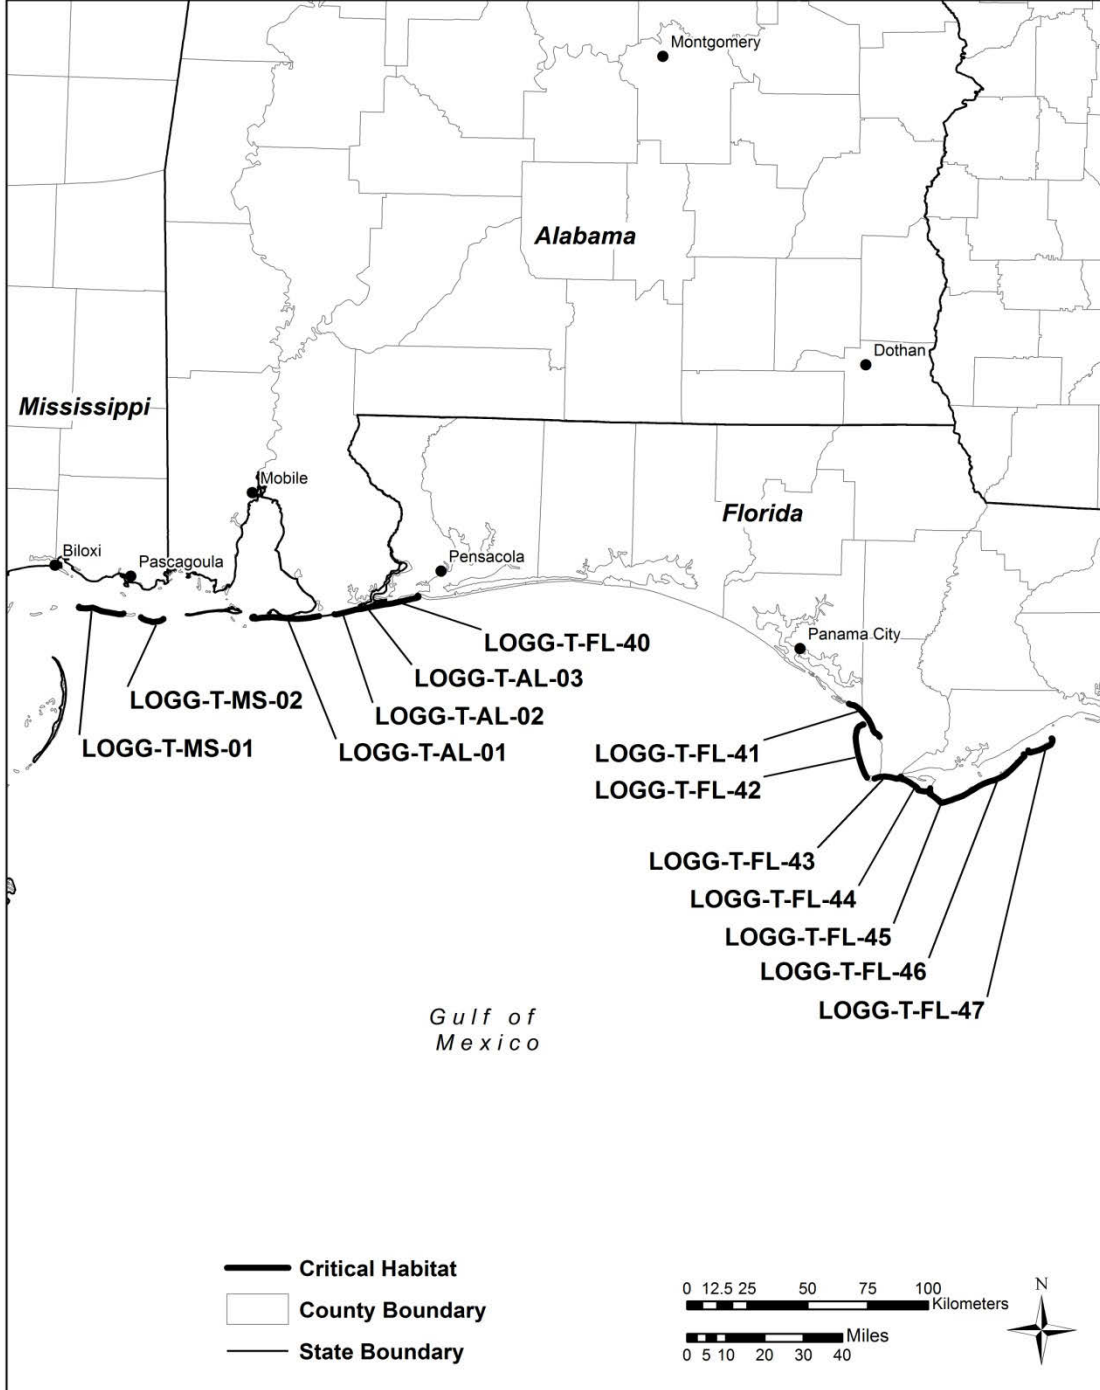 Montgomery
Alabama
Dothan
Mississippi
Mobile
Florida
Biloxi
Pascagoula
Pensacola
Panama City
LOGG-T-FL-40
LOGG-T-AL-03
LOGG-T-MS-02
LOGG-T-AL-02
LOGG-T-MS-01
LOGG-T-AL-01
LOGG-T-FL-41
LOGG-T-FL-42
LOGG-T-FL-43
LOGG-T-FL-44
LOGG-T-FL-45
LOGG-T-FL-46
LOGG-T-FL-47
Gulf of
Mexico
Critical Habitat
County Boundary
State Boundary
0 12.5 25 50 75 100
Kilometers
Miles
0 5 10 20 30 40
N